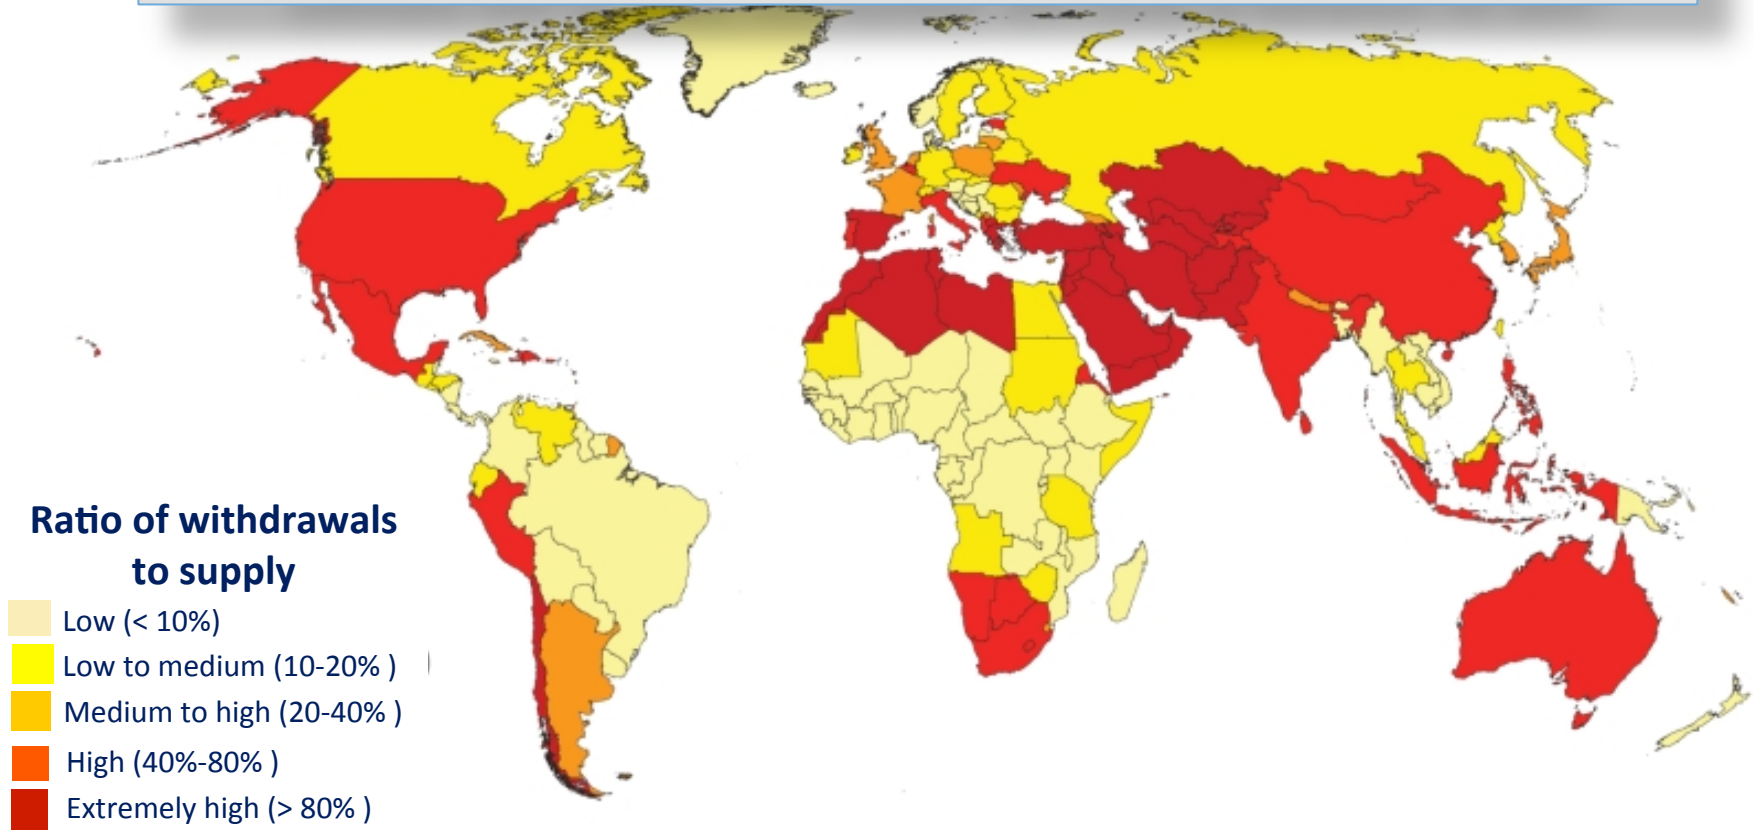 Ratio of withdrawals
to supply
Low (< 10%)
Low to medium (10-20% )
Medium to high (20-40% )
High (40%-80% )
Extremely high (> 80% )